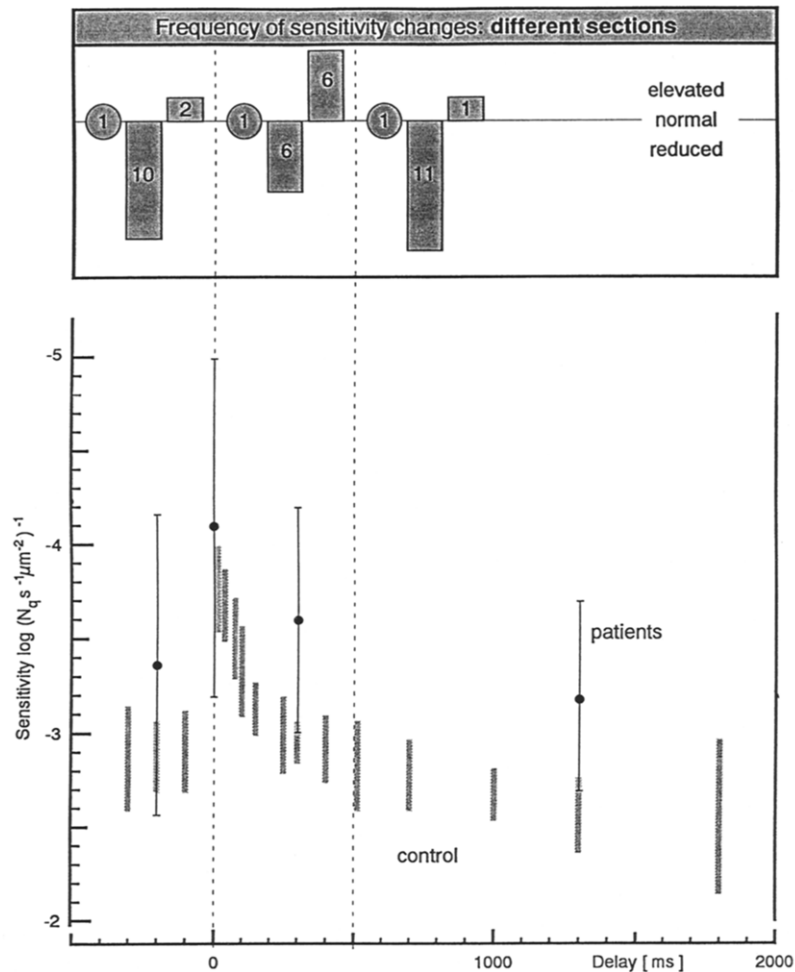 Frequency of sensitivity changes: different sections
1 10 2 1 6 6 1 11 1
elevated
normal
reduced
-5
-4
-3
-2
Sensitivity log (Nq s⁻¹μm⁻²)⁻¹
patients
control
0 1000 Delay [ ms ] 2000